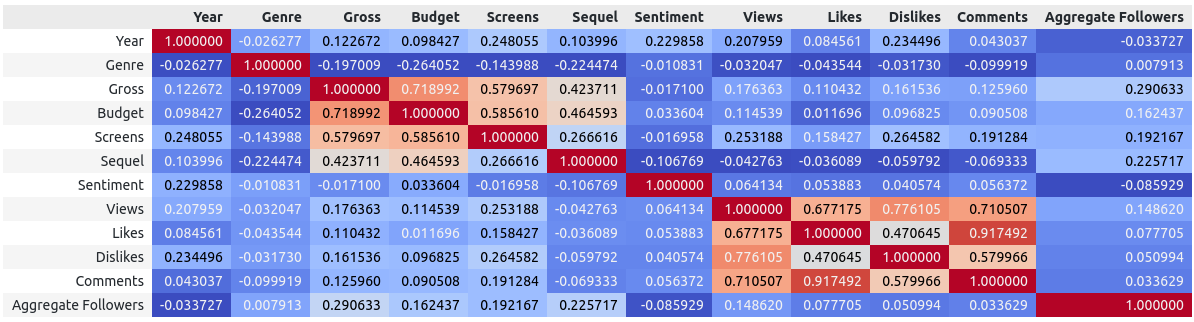 Year Genre Gross Budget Screens Sequel Sentiment Views Likes Dislikes Comments Aggregate Followers
Year 1.000000 -0.026277 0.122672 0.098427 0.248055 0.103996 0.229858 0.207959 0.084561 0.234496 0.043037 -0.033727
Genre -0.026277 1.000000 -0.197009 -0.264052 -0.143988 -0.224474 -0.010831 -0.032047 -0.043544 -0.031730 -0.099919 0.007913
Gross 0.122672 -0.197009 1.000000 0.718992 0.579697 0.423711 -0.017100 0.176363 0.110432 0.161536 0.125960 0.290633
Budget 0.098427 -0.264052 0.718992 1.000000 0.585610 0.464593 0.033604 0.114539 0.011696 0.096825 0.090508 0.162437
Screens 0.248055 -0.143988 0.579697 0.585610 1.000000 0.266616 -0.016958 0.253188 0.158427 0.264582 0.191284 0.192167
Sequel 0.103996 -0.224474 0.423711 0.464593 0.266616 1.000000 -0.106769 -0.042763 -0.036089 -0.059792 -0.069333 0.225717
Sentiment 0.229858 -0.010831 -0.017100 0.033604 -0.016958 -0.106769 1.000000 0.064134 0.053883 0.040574 0.056372 -0.085929
Views 0.207959 -0.032047 0.176363 0.114539 0.253188 -0.042763 0.064134 1.000000 0.677175 0.776105 0.710507 0.148620
Likes 0.084561 -0.043544 0.110432 0.011696 0.158427 -0.036089 0.053883 0.677175 1.000000 0.470645 0.917492 0.077705
Dislikes 0.234496 -0.031730 0.161536 0.096825 0.264582 -0.059792 0.040574 0.776105 0.470645 1.000000 0.579966 0.050994
Comments 0.043037 -0.099919 0.125960 0.090508 0.191284 -0.069333 0.056372 0.710507 0.917492 0.579966 1.000000 0.033629
Aggregate Followers -0.033727 0.007913 0.290633 0.162437 0.192167 0.225717 -0.085929 0.148620 0.077705 0.050994 0.033629 1.000000